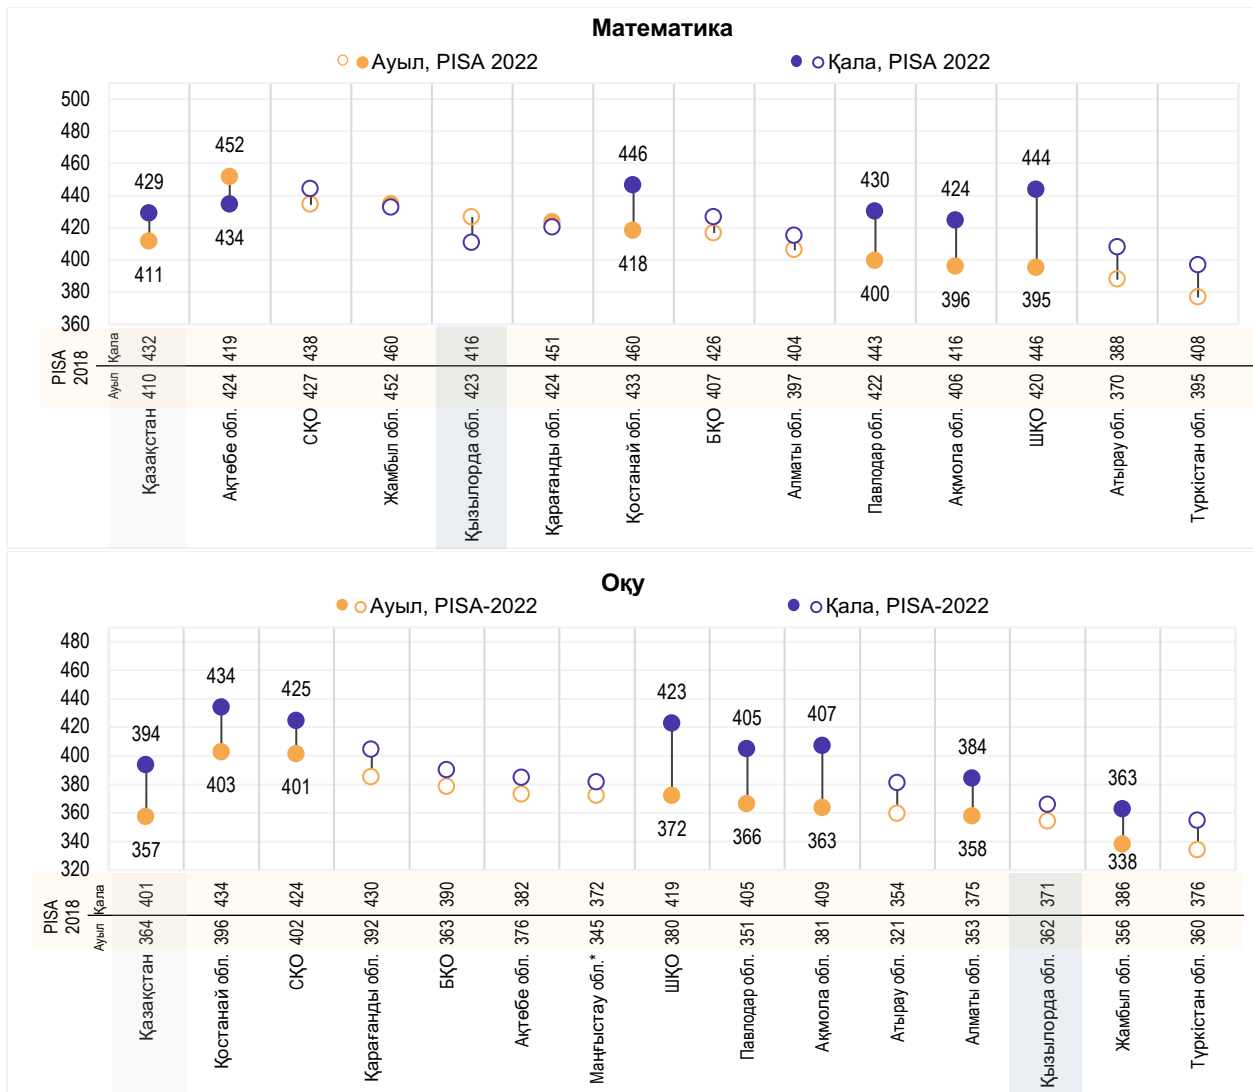 Математика
Ауыл, PISA 2022 Қала, PISA 2022
500
480
460
440
420
400
380
360
429 452 446 430 424 444
411 434 418 400 396 395
PISA 2018
Қала 432 419 438 460 416 451 460 426 404 443 416 446 388 408
Ауыл 410 424 427 452 423 424 433 407 397 422 406 420 370 395
Қазақстан
Ақтөбе обл.
СҚО
Жамбыл обл.
Қызылорда обл.
Қарағанды обл.
Қостанай обл.
БҚО
Алматы обл.
Павлодар обл.
Ақмола обл.
ШҚО
Атырау обл.
Түркістан обл.
Оқу
Ауыл, PISA-2022 Қала, PISA-2022
480
460
440
420
400
380
360
340
320
394 434 425 423 405 407 384 363
357 403 401 372 366 363 358 338
PISA 2018
Қала 401 434 424 430 390 382 372 419 405 409 354 375 371 386 376
Ауыл 364 396 402 392 363 376 345 380 351 381 321 353 362 356 360
Қазақстан
Қостанай обл.
СҚО
Қарағанды обл.
БҚО
Ақтөбе обл.
Маңғыстау обл.*
ШҚО
Павлодар обл.
Ақмола обл.
Атырау обл.
Алматы обл.
Қызылорда обл.
Жамбыл обл.
Түркістан обл.